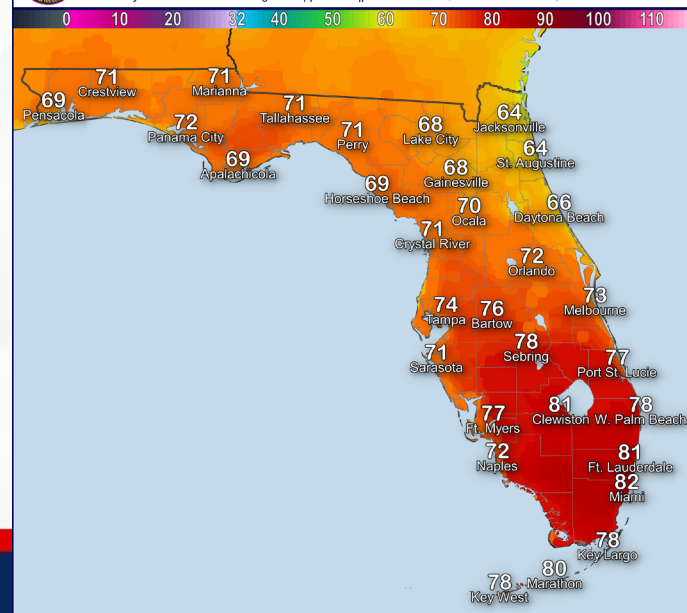 0 10 20 32 40 50 60 70 80 90 100 110
71
Crestview
71
Marianna
69
Pensacola
72
Panama City
71
Tallahassee
71
Perry
68
Lake City
64
Jacksonville
64
St. Augustine
69
Apalachicola
68
Gainesville
69
Horseshoe Beach
70
Ocala
66
Daytona Beach
71
Crystal River
72
Orlando
73
Melbourne
74
Tampa
76
Bartow
78
Sebring
71
Sarasota
77
Port St. Lucie
81
Clewiston
78
W. Palm Beach
77
Ft. Myers
72
Naples
81
Ft. Lauderdale
82
Miami
78
Key Largo
80
Marathon
78
Key West